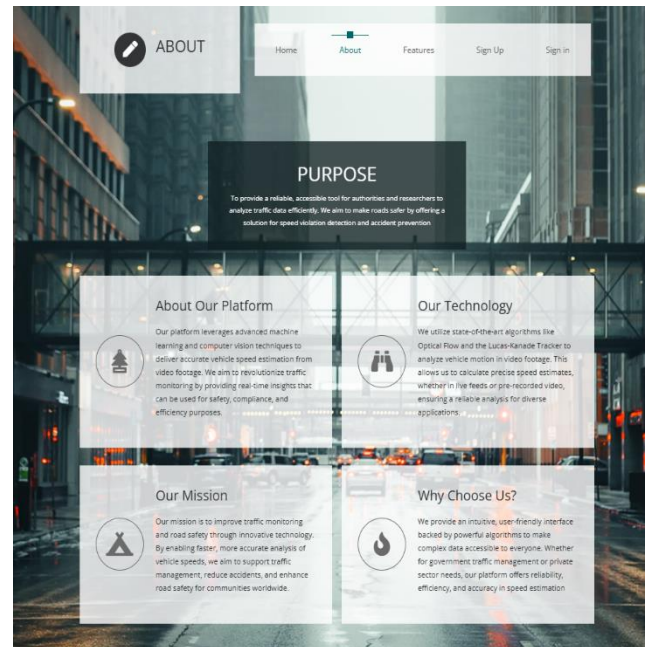 ABOUT
Home
About
Features
Sign Up
Sign in
PURPOSE
To provide a reliable, accessible tool for authorities and researchers to
analyze traffic data efficiently. We aim to make roads safer by offering a
solution for speed violation detection and accident prevention
About Our Platform
Our platform leverages advanced machine
learning and computer vision techniques to
deliver accurate vehicle speed estimation from
video footage. We aim to revolutionize traffic
monitoring by providing real-time insights that
can be used for safety, compliance, and
efficiency purposes.
Our Technology
We utilize state-of-the-art algorithms like
Optical Flow and the Lucas-Kanade Tracker to
analyze vehicle motion in video footage. This
allows us to calculate precise speed estimates,
whether in live feeds or pre-recorded video,
ensuring a reliable analysis for diverse
applications.
Our Mission
Our mission is to improve traffic monitoring
and road safety through innovative technology.
By enabling faster, more accurate analysis of
vehicle speeds, we aim to support traffic
management, reduce accidents, and enhance
road safety for communities worldwide.
Why Choose Us?
We provide an intuitive, user-friendly interface
backed by powerful algorithms to make
complex data accessible to everyone. Whether
for government traffic management or private
sector needs, our platform offers reliability,
efficiency, and accuracy in speed estimation